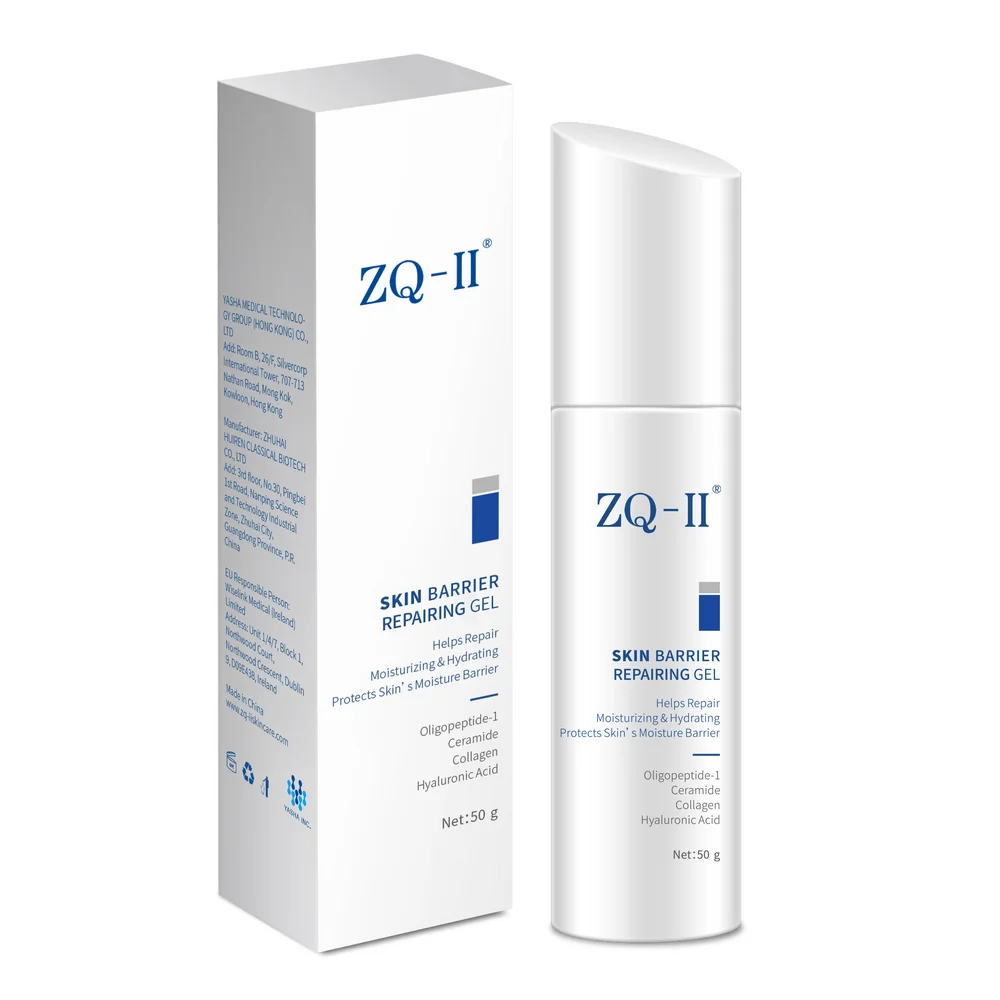 YASHA MEDICAL TECHNOLO-
GY GROUP (HONG KONG) CO.,
LTD
Add: Room B, 26/F, Silvercorp
International Tower, 707-713
Nathan Road, Mong Kok,
Kowloon, Hong Kong
Manufacturer: ZHUHAI
HUIREN CLASSICAL BIOTECH
CO., LTD
Add: 3rd floor, No.30, Pingbei
1st Road, Nanping Science
and Technology Industrial
Zone, Zhuhai City,
Guangdong Province, P.R.
China
EU Responsible Person:
Wiselink Medical (Ireland)
Limited
Address: Unit 1/4/7, Block 1,
Northwood Court,
Northwood Crescent, Dublin
9, D09E438, Ireland
Made in China
www.zq-iiskincare.com
YASHA INC.
ZQ-II®
SKIN BARRIER
REPAIRING GEL
Helps Repair
Moisturizing & Hydrating
Protects Skin's Moisture Barrier
Oligopeptide-1
Ceramide
Collagen
Hyaluronic Acid
Net:50 g
ZQ-II®
SKIN BARRIER
REPAIRING GEL
Helps Repair
Moisturizing & Hydrating
Protects Skin's Moisture Barrier
Oligopeptide-1
Ceramide
Collagen
Hyaluronic Acid
Net:50 g